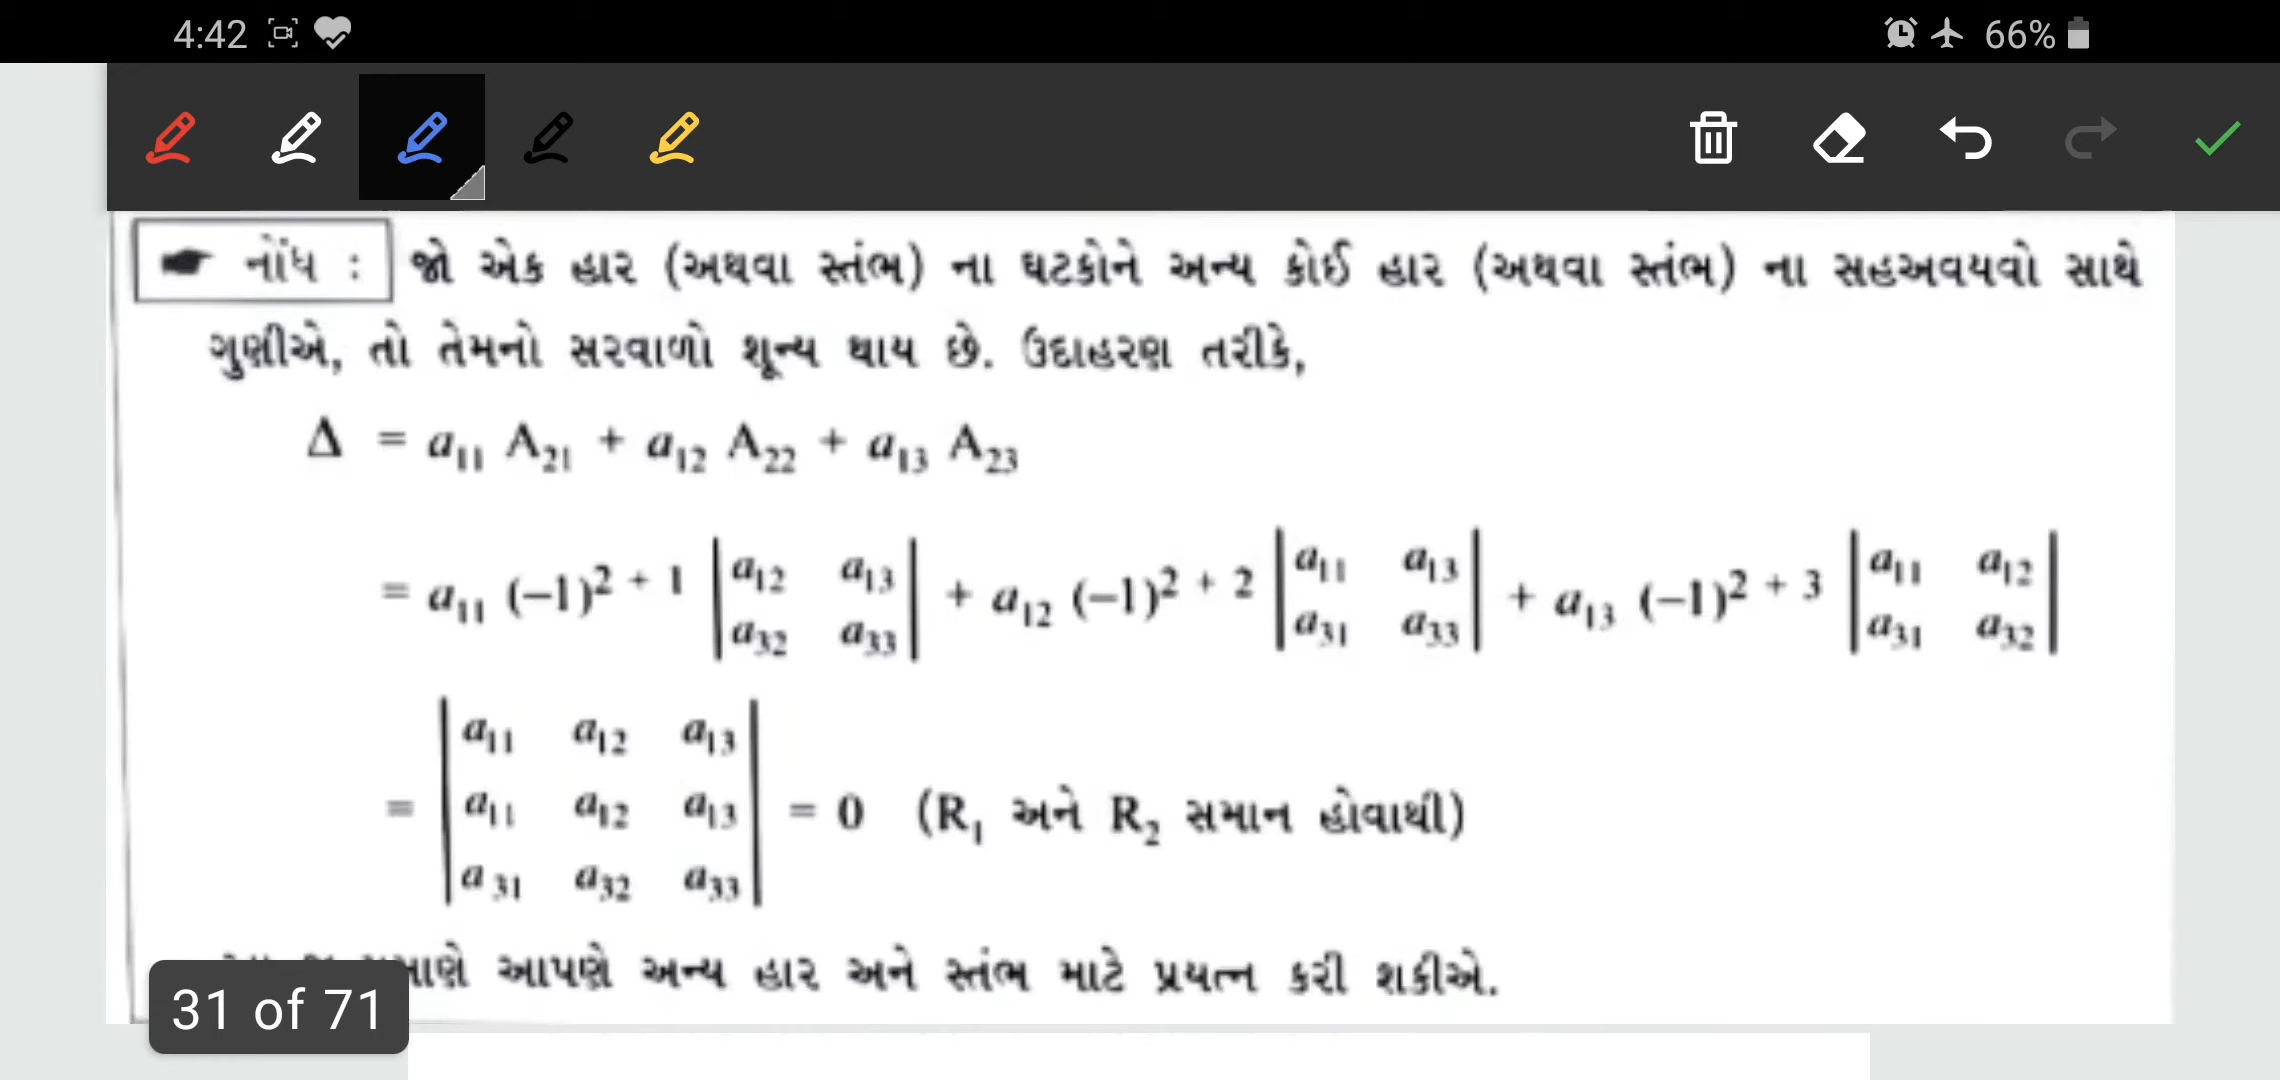 4:42 66%
નોંધ : જો એક હાર (અથવા સ્તંભ) ના ઘટકોને અન્ય કોઈ હાર (અથવા સ્તંભ) ના સહઅવયવો સાથે
ગુણીએ, તો તેમનો સરવાળો શૂન્ય થાય છે. ઉદાહરણ તરીકે,
Δ = a₁₁ A₂₁ + a₁₂ A₂₂ + a₁₃ A₂₃
= a₁₁ (−1)² ⁺ ¹ | a₁₂ a₁₃ | + a₁₂ (−1)² ⁺ ² | a₁₁ a₁₃ | + a₁₃ (−1)² ⁺ ³ | a₁₁ a₁₂ |
| a₃₂ a₃₃ | | a₃₁ a₃₃ | | a₃₁ a₃₂ |
| a₁₁ a₁₂ a₁₃ |
= | a₁₁ a₁₂ a₁₃ | = 0 (R₁ અને R₂ સમાન હોવાથી)
| a₃₁ a₃₂ a₃₃ |
આપણે અન્ય હાર અને સ્તંભ માટે પ્રયત્ન કરી શકીએ.
31 of 71